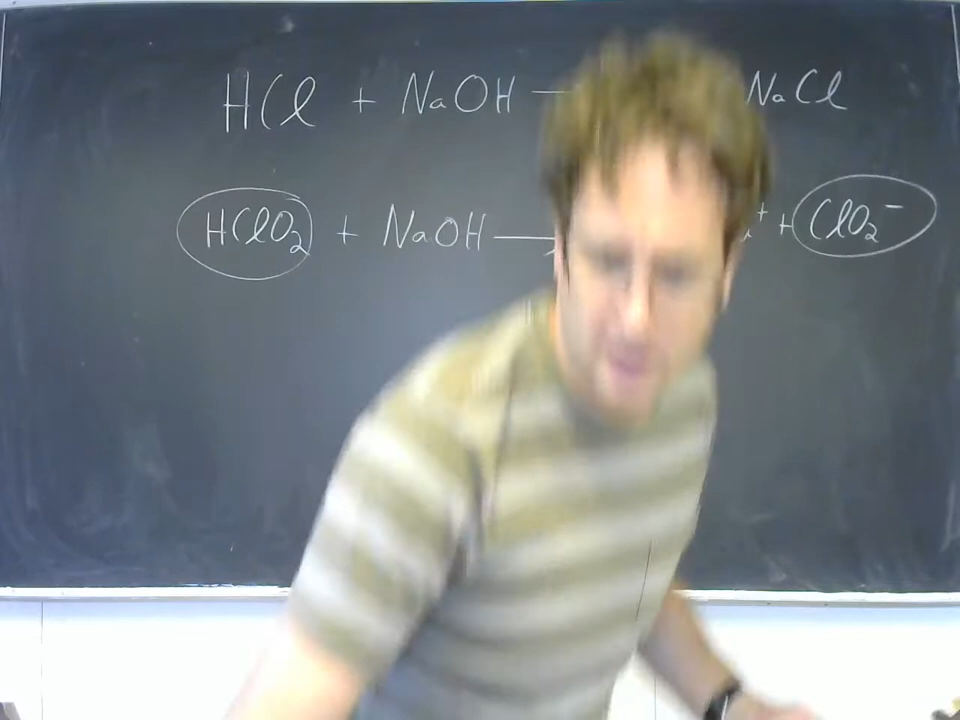 HCl + NaOH — NaCl
HClO₂ + NaOH → ⁺ + ClO₂⁻